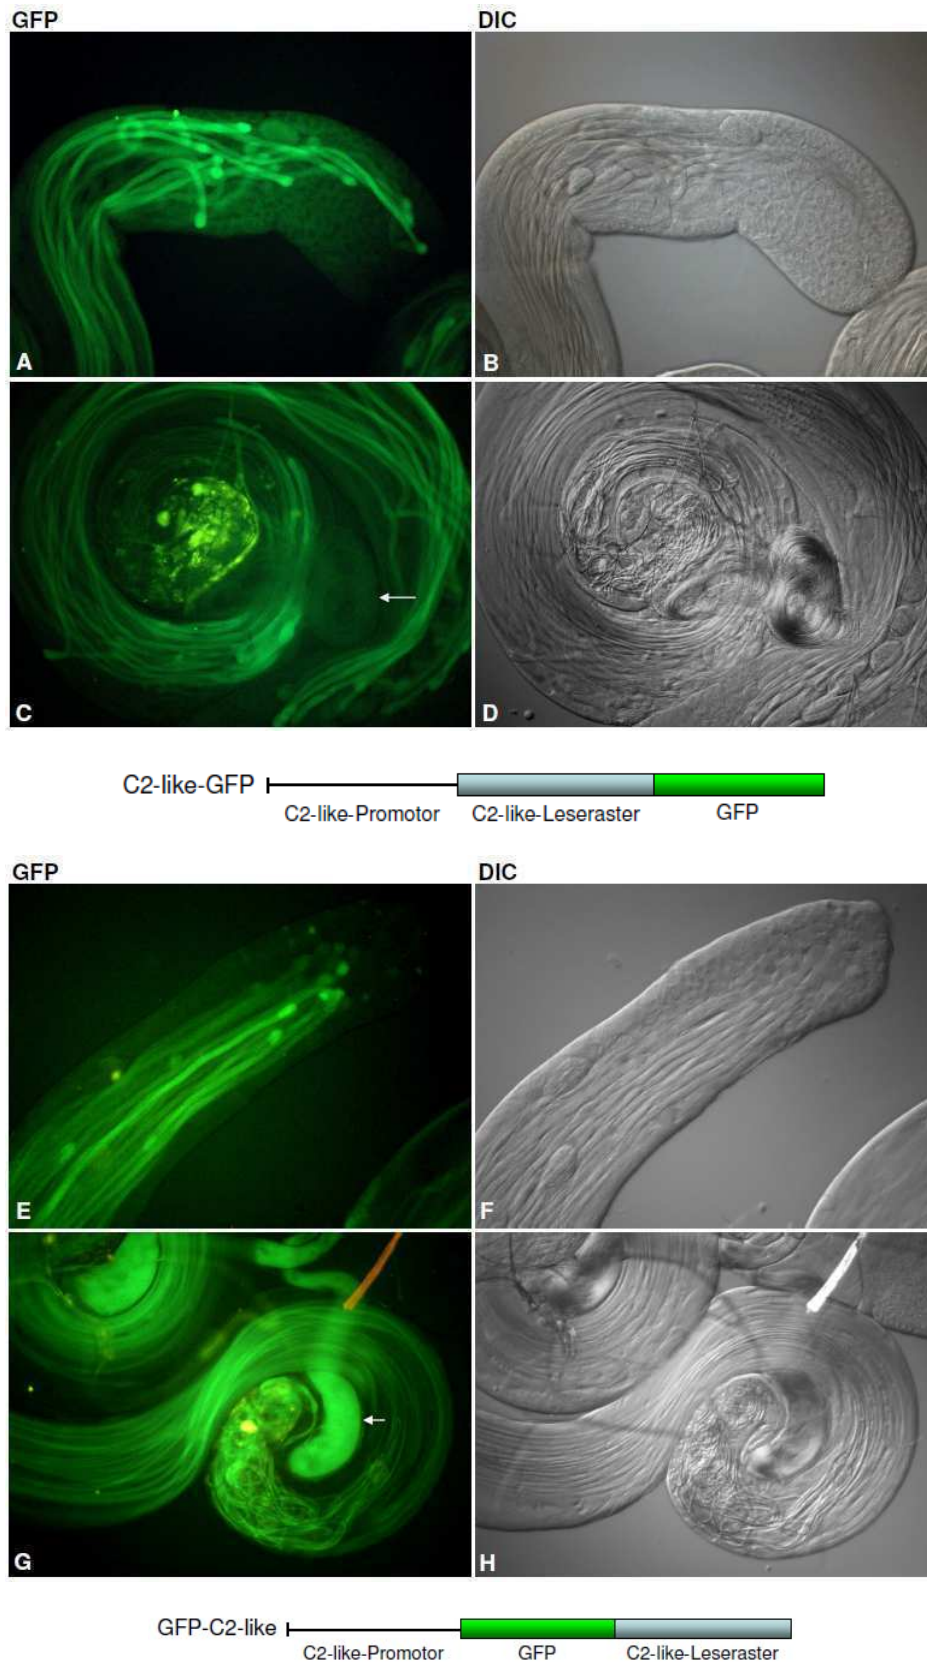 GFP DIC
A B
C D
C2-like-GFP
C2-like-Promotor C2-like-Leseraster GFP
GFP DIC
E F
G H
GFP-C2-like
C2-like-Promotor GFP C2-like-Leseraster